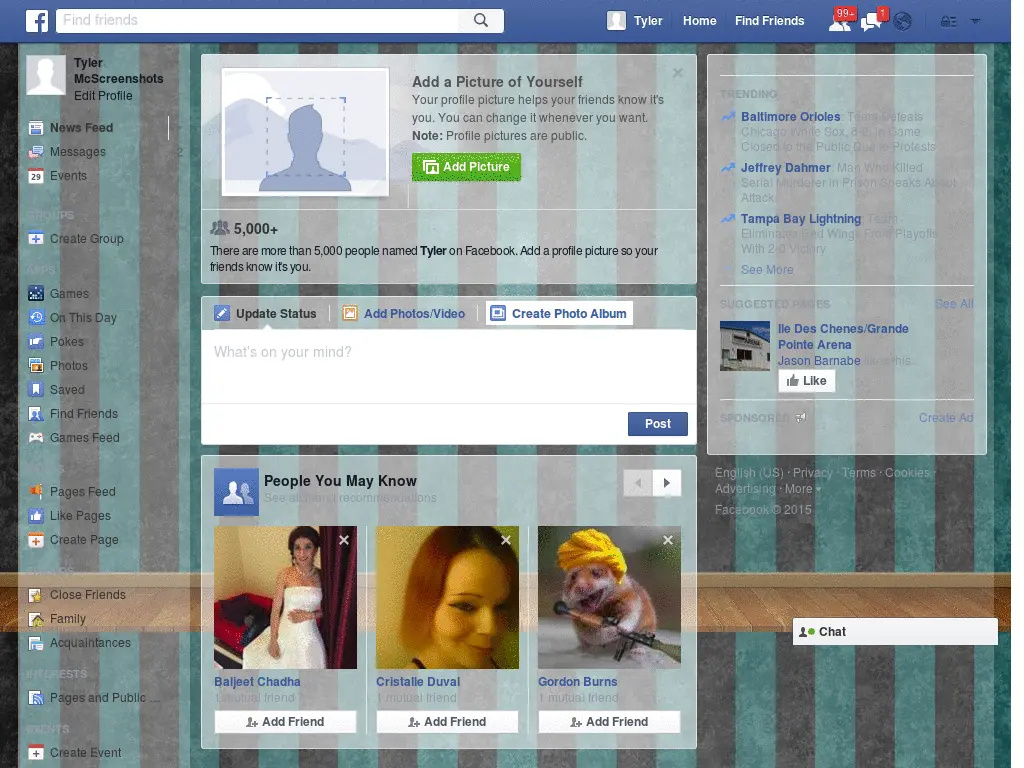 Find friends
Tyler
Home
Find Friends
99+
1
Tyler
McScreenshots
Edit Profile
News Feed
Messages
2
Events
29
GROUPS
Create Group
Games
On This Day
Pokes
Photos
Saved
Find Friends
Games Feed
Pages Feed
Like Pages
Create Page
Close Friends
Family
Acquaintances
INTERESTS
Pages and Public ...
EVENTS
Create Event
Add a Picture of Yourself
Your profile picture helps your friends know it's
you. You can change it whenever you want.
Note: Profile pictures are public.
Add Picture
5,000+
There are more than 5,000 people named Tyler on Facebook. Add a profile picture so your
friends know it's you.
Update Status
Add Photos/Video
Create Photo Album
What's on your mind?
Post
People You May Know
See all friend recommendations
Baljeet Chadha
1 mutual friend
Add Friend
Cristalle Duval
1 mutual friend
Add Friend
Gordon Burns
1 mutual friend
Add Friend
TRENDING
Baltimore Orioles: Team Defeats
Chicago White Sox, 8-2, in Game
Closed to the Public Due to Protests
Jeffrey Dahmer: Man Who Killed
Serial Murderer in Prison Speaks About
Attack
Tampa Bay Lightning: Team
Eliminates Red Wings From Playoffs
With 2-0 Victory
See More
SUGGESTED PAGES
See All
Ile Des Chenes/Grande
Pointe Arena
Jason Barnabe likes this.
Like
SPONSORED
Create Ad
English (US) · Privacy · Terms · Cookies ·
Advertising · More
Facebook © 2015
Chat